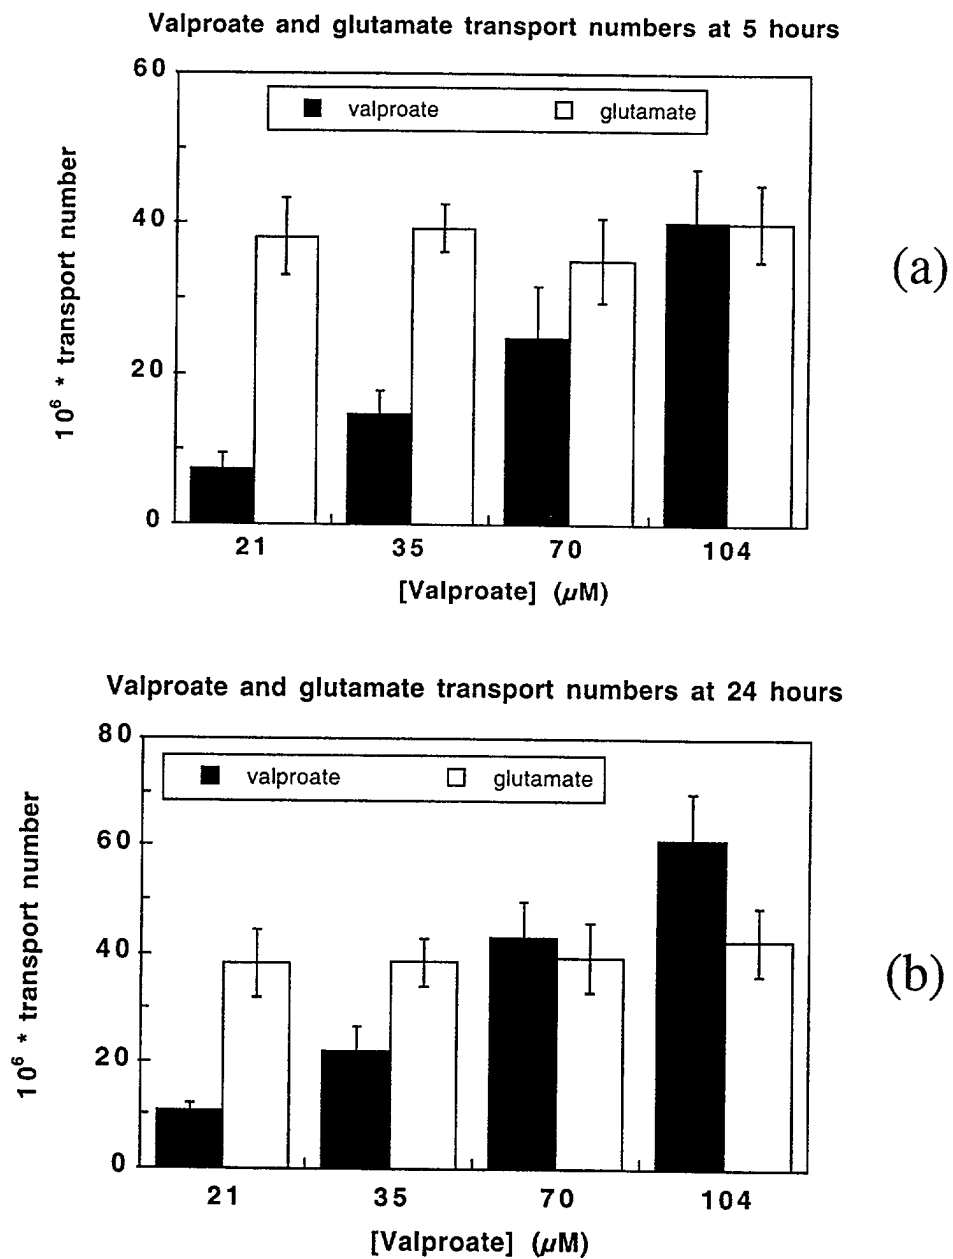 Valproate and glutamate transport numbers at 5 hours
60
valproate glutamate
40
20
0
10⁶ * transport number
21 35 70 104
[Valproate] (µM)
(a)
Valproate and glutamate transport numbers at 24 hours
80
valproate glutamate
60
40
20
0
10⁶ * transport number
21 35 70 104
[Valproate] (µM)
(b)